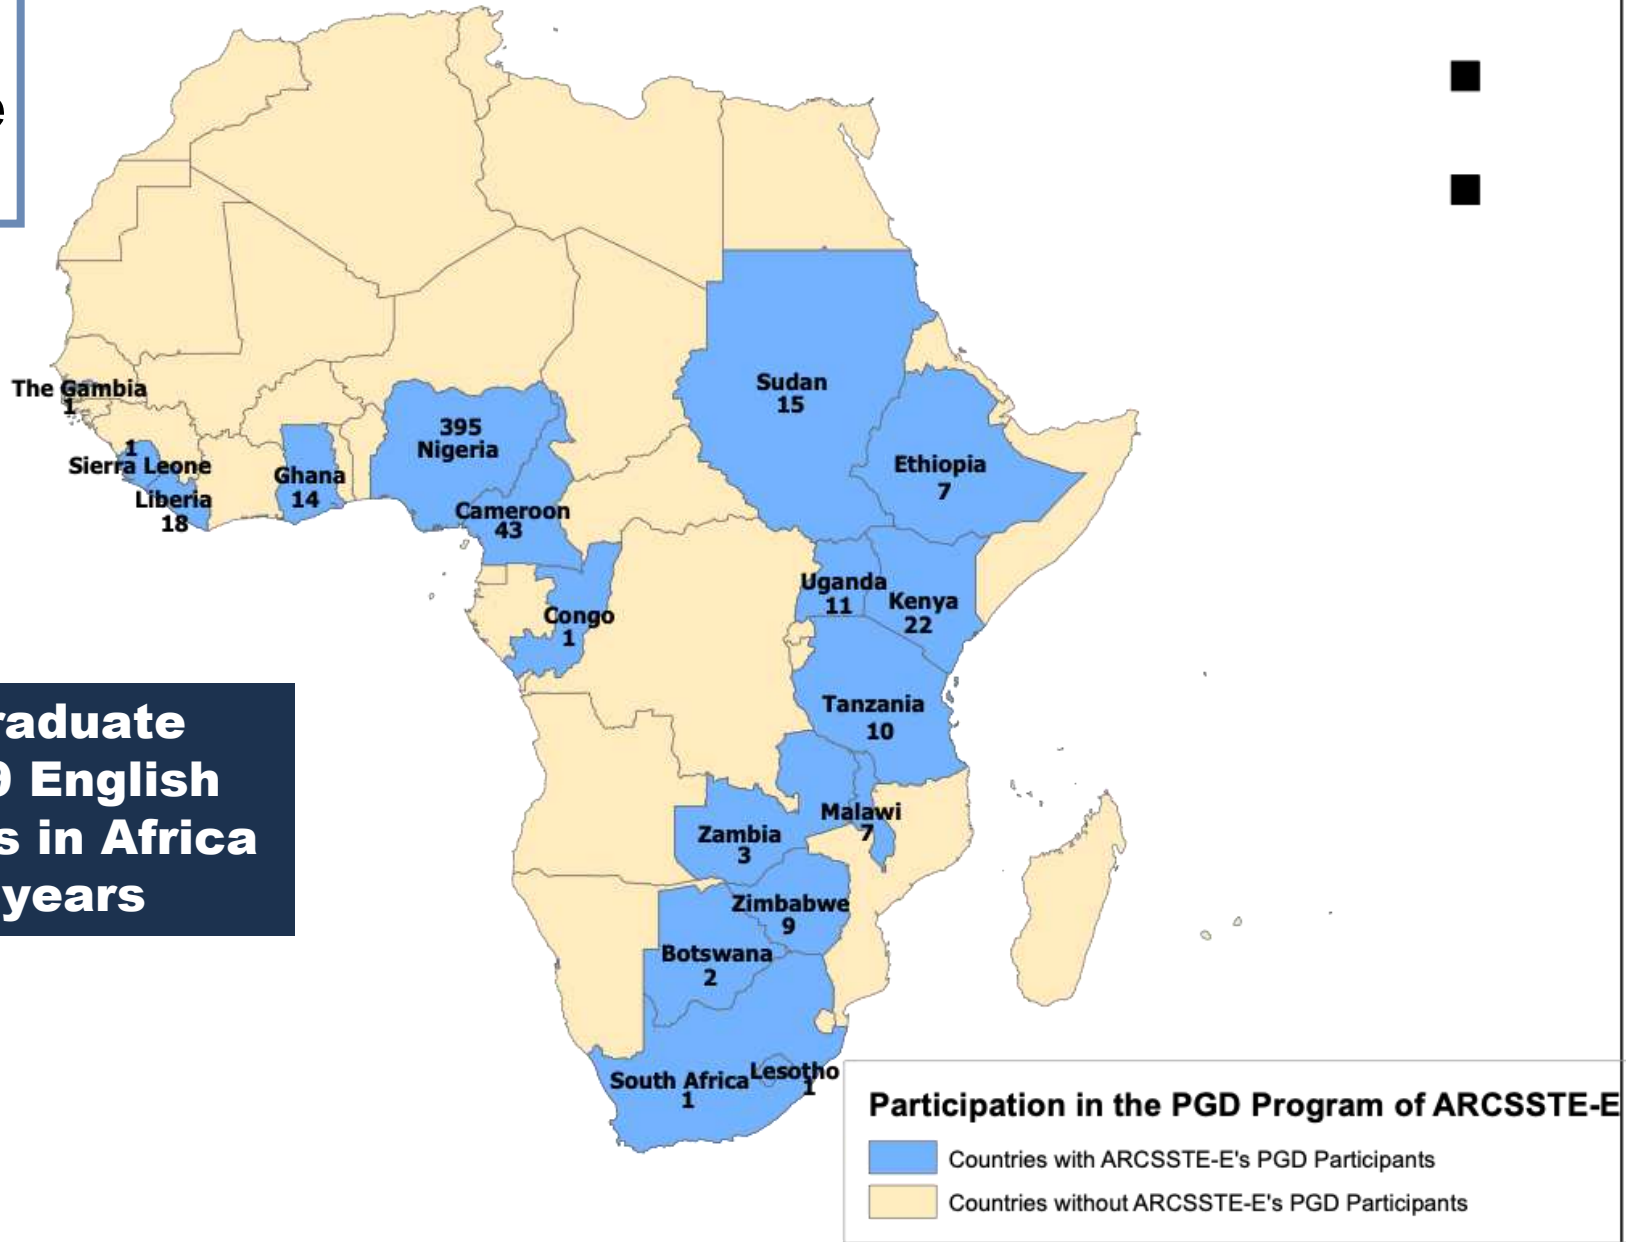 e
The Gambia
1
1
Sierra Leone
Liberia
18
Ghana
14
395
Nigeria
Cameroon
43
Congo
1
Sudan
15
Ethiopia
7
Uganda
11
Kenya
22
Tanzania
10
Malawi
7
Zambia
3
Zimbabwe
9
Botswana
2
South Africa
1
Lesotho
1
raduate
9 English
s in Africa
years
Participation in the PGD Program of ARCSSTE-E
Countries with ARCSSTE-E's PGD Participants
Countries without ARCSSTE-E's PGD Participants